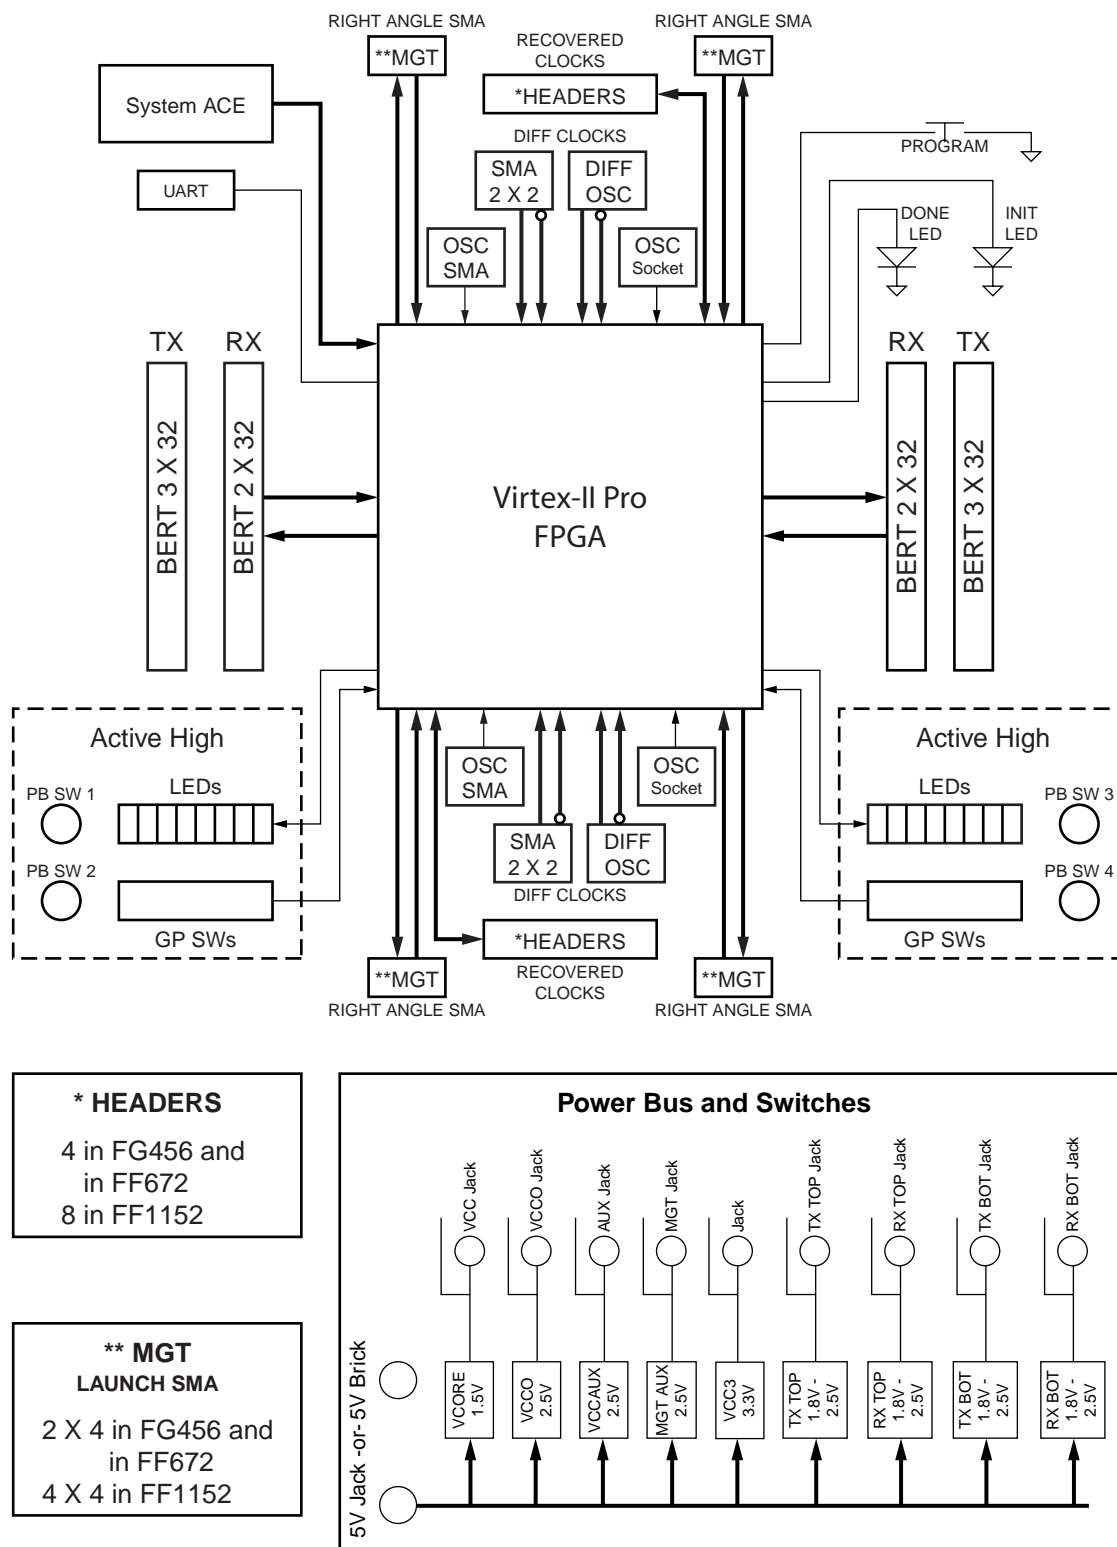 RIGHT ANGLE SMA
**MGT
RECOVERED
CLOCKS
*HEADERS
RIGHT ANGLE SMA
**MGT
System ACE
UART
DIFF CLOCKS
SMA
2 X 2
DIFF
OSC
OSC
SMA
OSC
Socket
PROGRAM
DONE
LED
INIT
LED
TX
RX
BERT 3 X 32
BERT 2 X 32
Virtex-II Pro
FPGA
RX
TX
BERT 2 X 32
BERT 3 X 32
Active High
PB SW 1
LEDs
PB SW 2
GP SWs
OSC
SMA
OSC
Socket
SMA
2 X 2
DIFF
OSC
DIFF CLOCKS
*HEADERS
RECOVERED
CLOCKS
**MGT
RIGHT ANGLE SMA
**MGT
RIGHT ANGLE SMA
Active High
LEDs
PB SW 3
PB SW 4
GP SWs
* HEADERS
4 in FG456 and
in FF672
8 in FF1152
** MGT
LAUNCH SMA
2 X 4 in FG456 and
in FF672
4 X 4 in FF1152
Power Bus and Switches
VCC Jack
VCCO Jack
AUX Jack
MGT Jack
Jack
TX TOP Jack
RX TOP Jack
TX BOT Jack
RX BOT Jack
5V Jack -or- 5V Brick
VCORE
1.5V
VCCO
2.5V
VCCAUX
2.5V
MGT AUX
2.5V
VCC3
3.3V
TX TOP
1.8V -
2.5V
RX TOP
1.8V -
2.5V
TX BOT
1.8V -
2.5V
RX BOT
1.8V -
2.5V